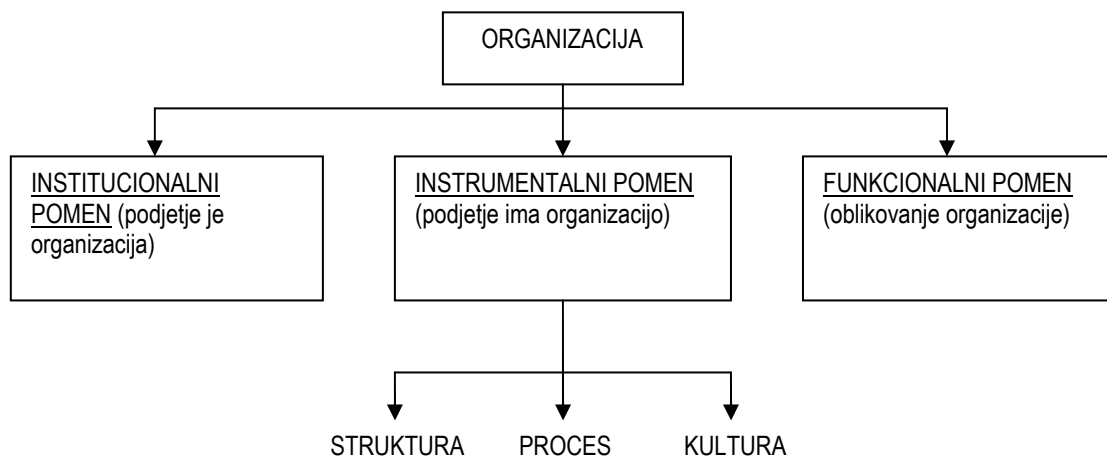 ORGANIZACIJA
INSTITUCIONALNI
POMEN (podjetje je
organizacija)
INSTRUMENTALNI POMEN
(podjetje ima organizacijo)
FUNKCIONALNI POMEN
(oblikovanje organizacije)
STRUKTURA PROCES KULTURA